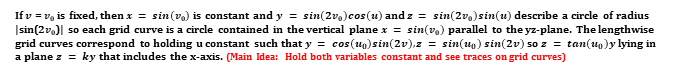 If v = v₀ is fixed, then x = sin(v₀) is constant and y = sin(2v₀)cos(u) and z = sin(2v₀)sin(u) describe a circle of radius
|sin(2v₀)| so each grid curve is a circle contained in the vertical plane x = sin(v₀) parallel to the yz-plane. The lengthwise
grid curves correspond to holding u constant such that y = cos(u₀)sin(2v), z = sin(u₀) sin(2v) so z = tan(u₀)y lying in
a plane z = ky that includes the x-axis. (Main Idea: Hold both variables constant and see traces on grid curves)